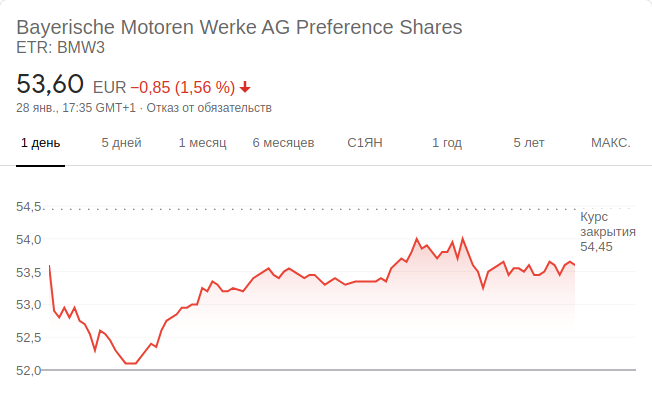 Bayerische Motoren Werke AG Preference Shares
ETR: BMW3
53,60 EUR −0,85 (1,56 %)
28 янв., 17:35 GMT+1 · Отказ от обязательств
1 день 5 дней 1 месяц 6 месяцев С1ЯН 1 год 5 лет МАКС.
54,5
Курс
закрытия
54,45
54,0
53,5
53,0
52,5
52,0